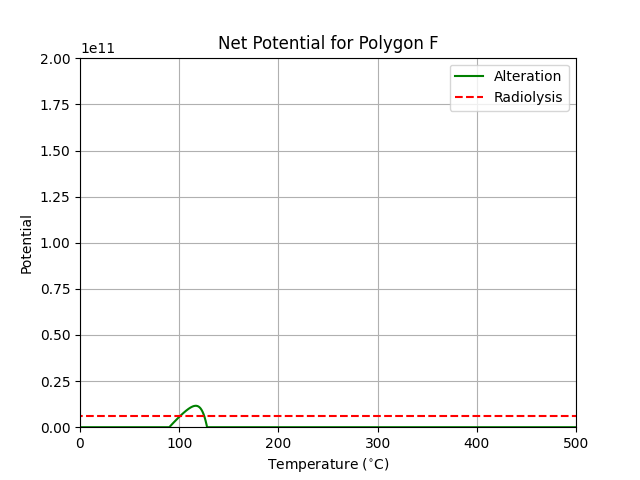 Net Potential for Polygon F
1e11
2.00
1.75
1.50
1.25
1.00
0.75
0.50
0.25
0.00
Potential
Alteration
Radiolysis
0 100 200 300 400 500
Temperature (°C)